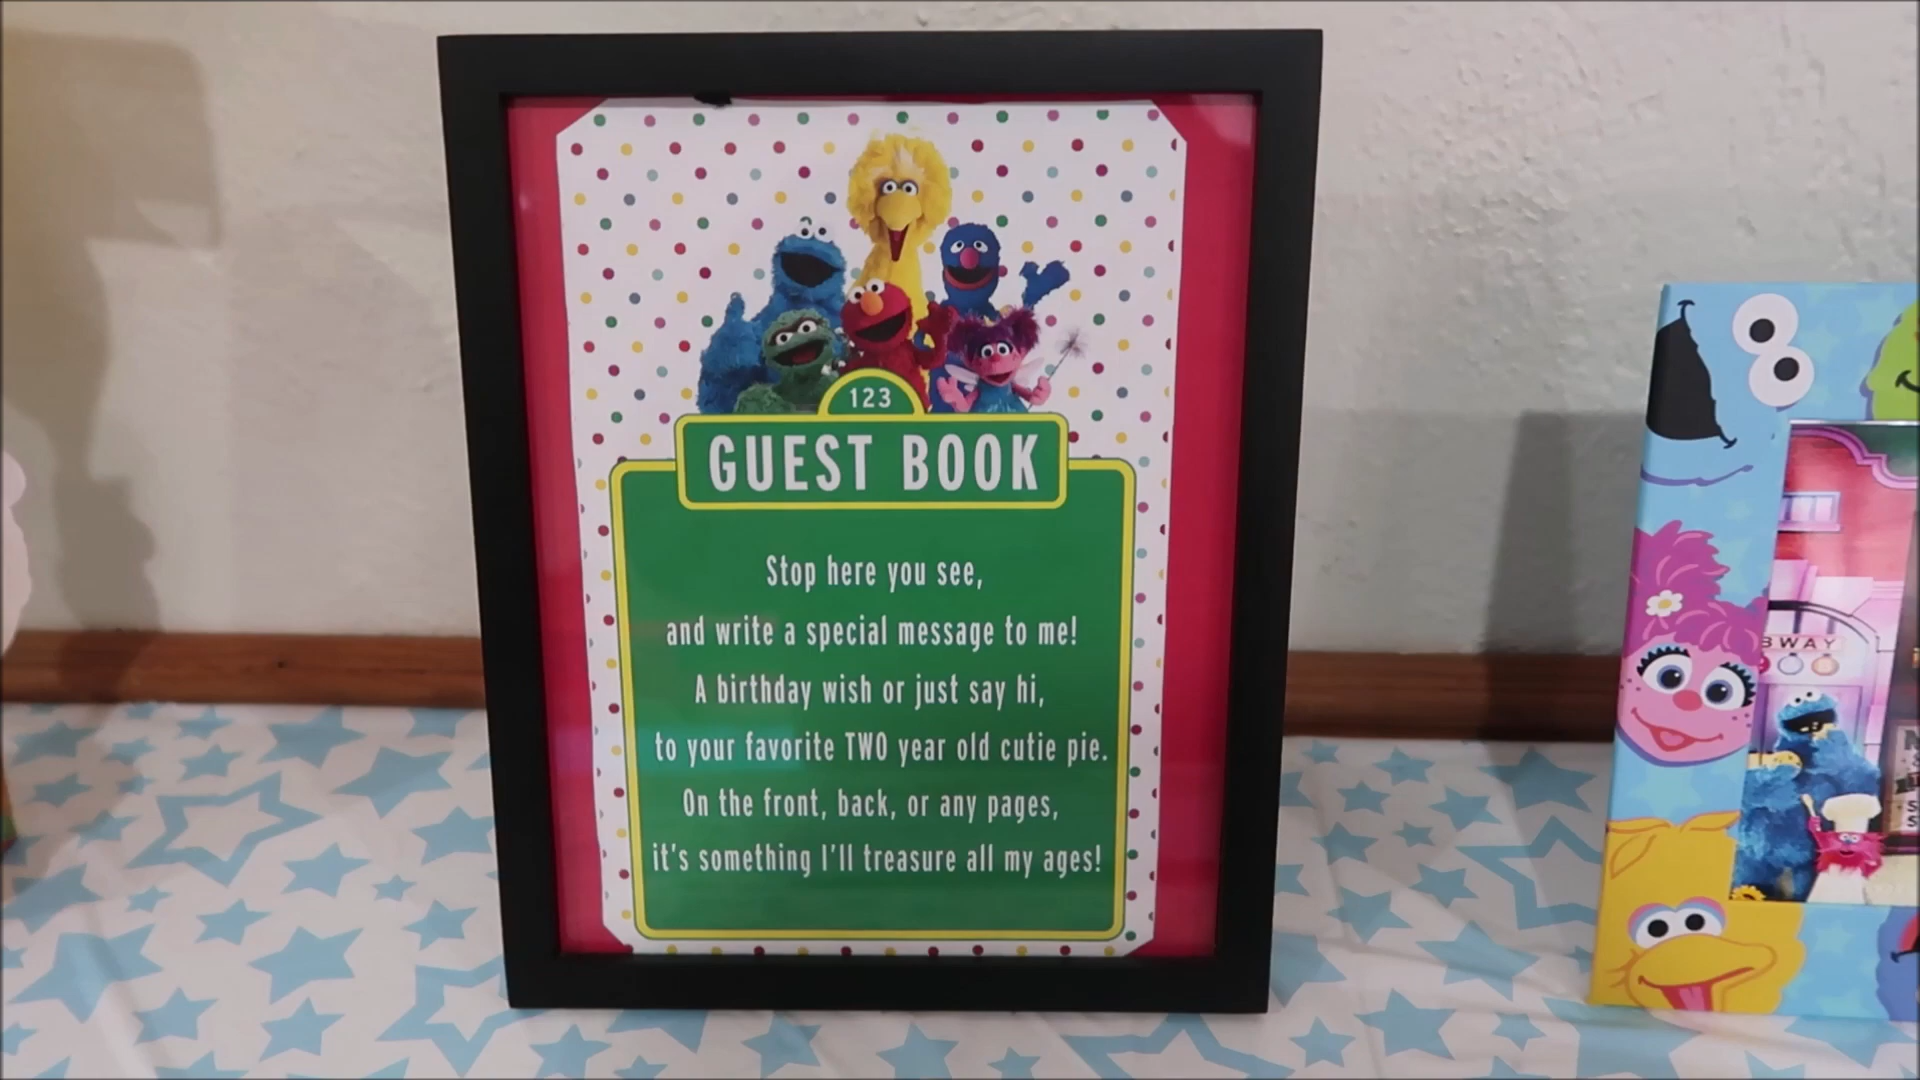 123
GUEST BOOK
Stop here you see,
and write a special message to me!
A birthday wish or just say hi,
to your favorite TWO year old cutie pie.
On the front, back, or any pages,
it's something I'll treasure all my ages!
BWAY